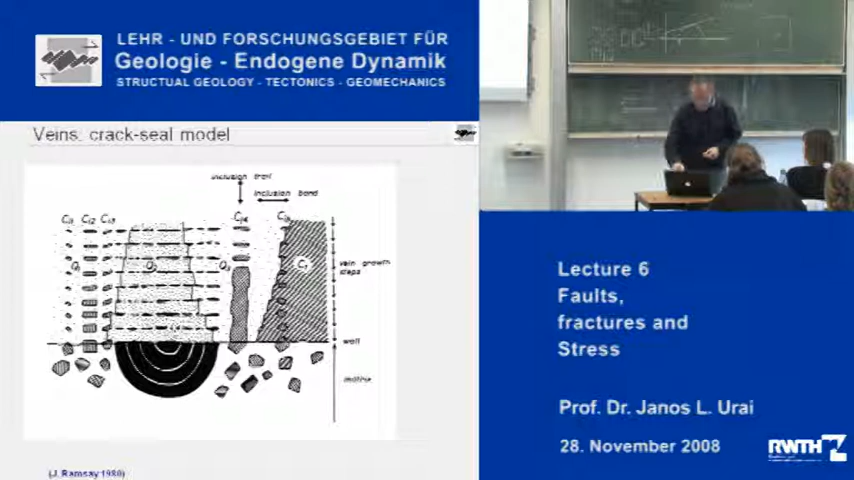 LEHR - UND FORSCHUNGSGEBIET FÜR
Geologie - Endogene Dynamik
STRUCTUAL GEOLOGY - TECTONICS - GEOMECHANICS
Veins: crack-seal model
inclusion trail
inclusion band
vein growth
steps
wall
matrix
(J. Ramsay 1980)
Lecture 6
Faults,
fractures and
Stress
Prof. Dr. Janos L. Urai
28. November 2008
RWTH